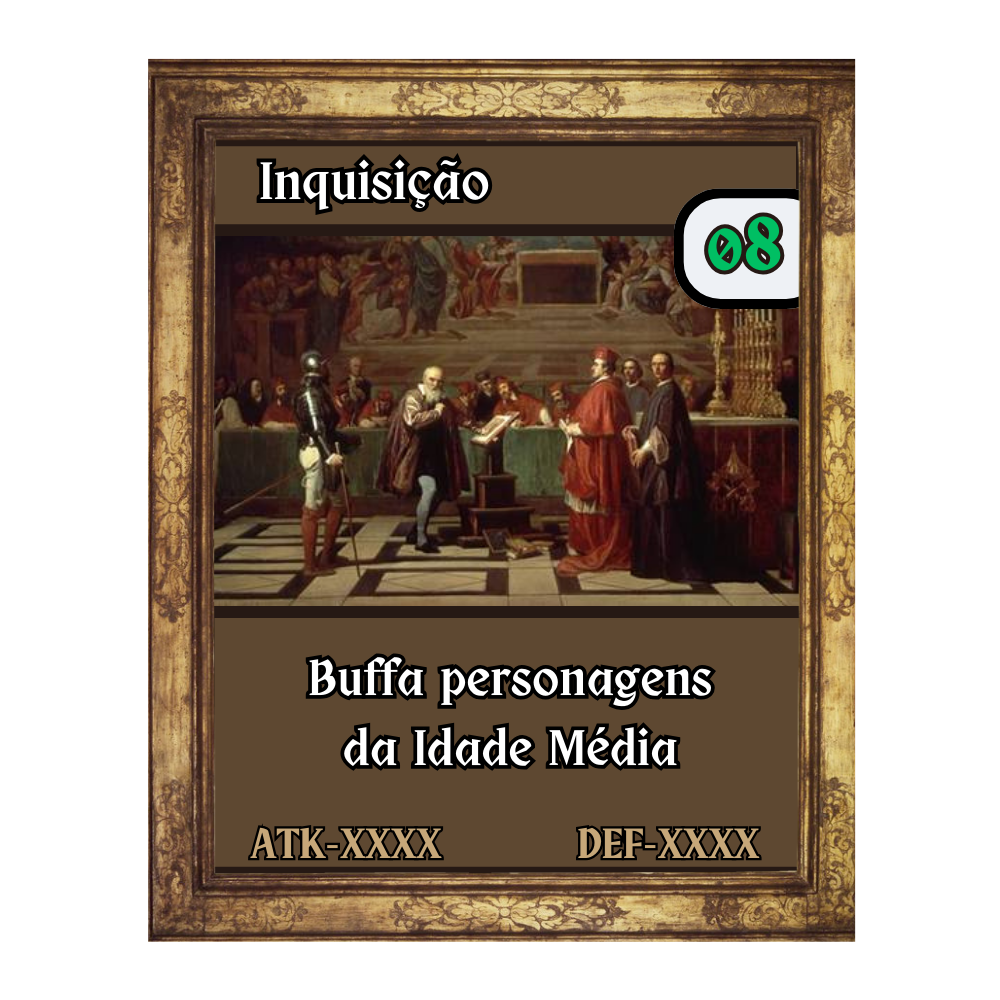 Inquisição
08
Buffa personagens
da Idade Média
ATK-XXXX
DEF-XXXX